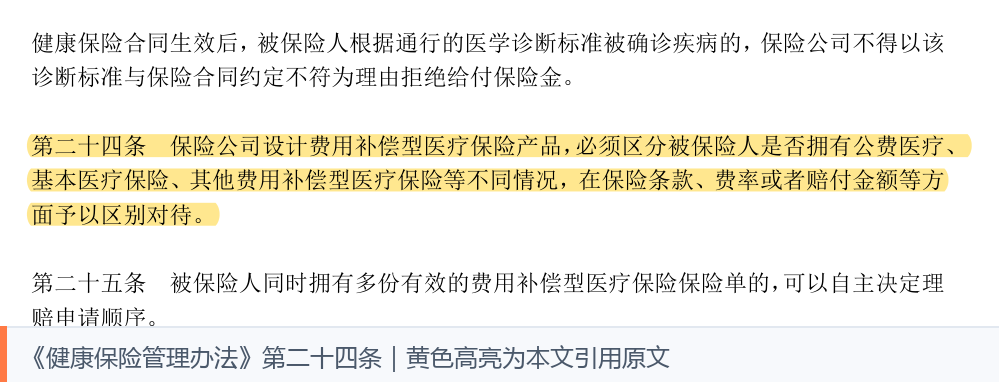 健康保险合同生效后，被保险人根据通行的医学诊断标准被确诊疾病的，保险公司不得以该
诊断标准与保险合同约定不符为理由拒绝给付保险金。
第二十四条　保险公司设计费用补偿型医疗保险产品，必须区分被保险人是否拥有公费医疗、
基本医疗保险、其他费用补偿型医疗保险等不同情况，在保险条款、费率或者赔付金额等方
面予以区别对待。
第二十五条　被保险人同时拥有多份有效的费用补偿型医疗保险保险单的，可以自主决定理
赔申请顺序。
《健康保险管理办法》第二十四条｜黄色高亮为本文引用原文